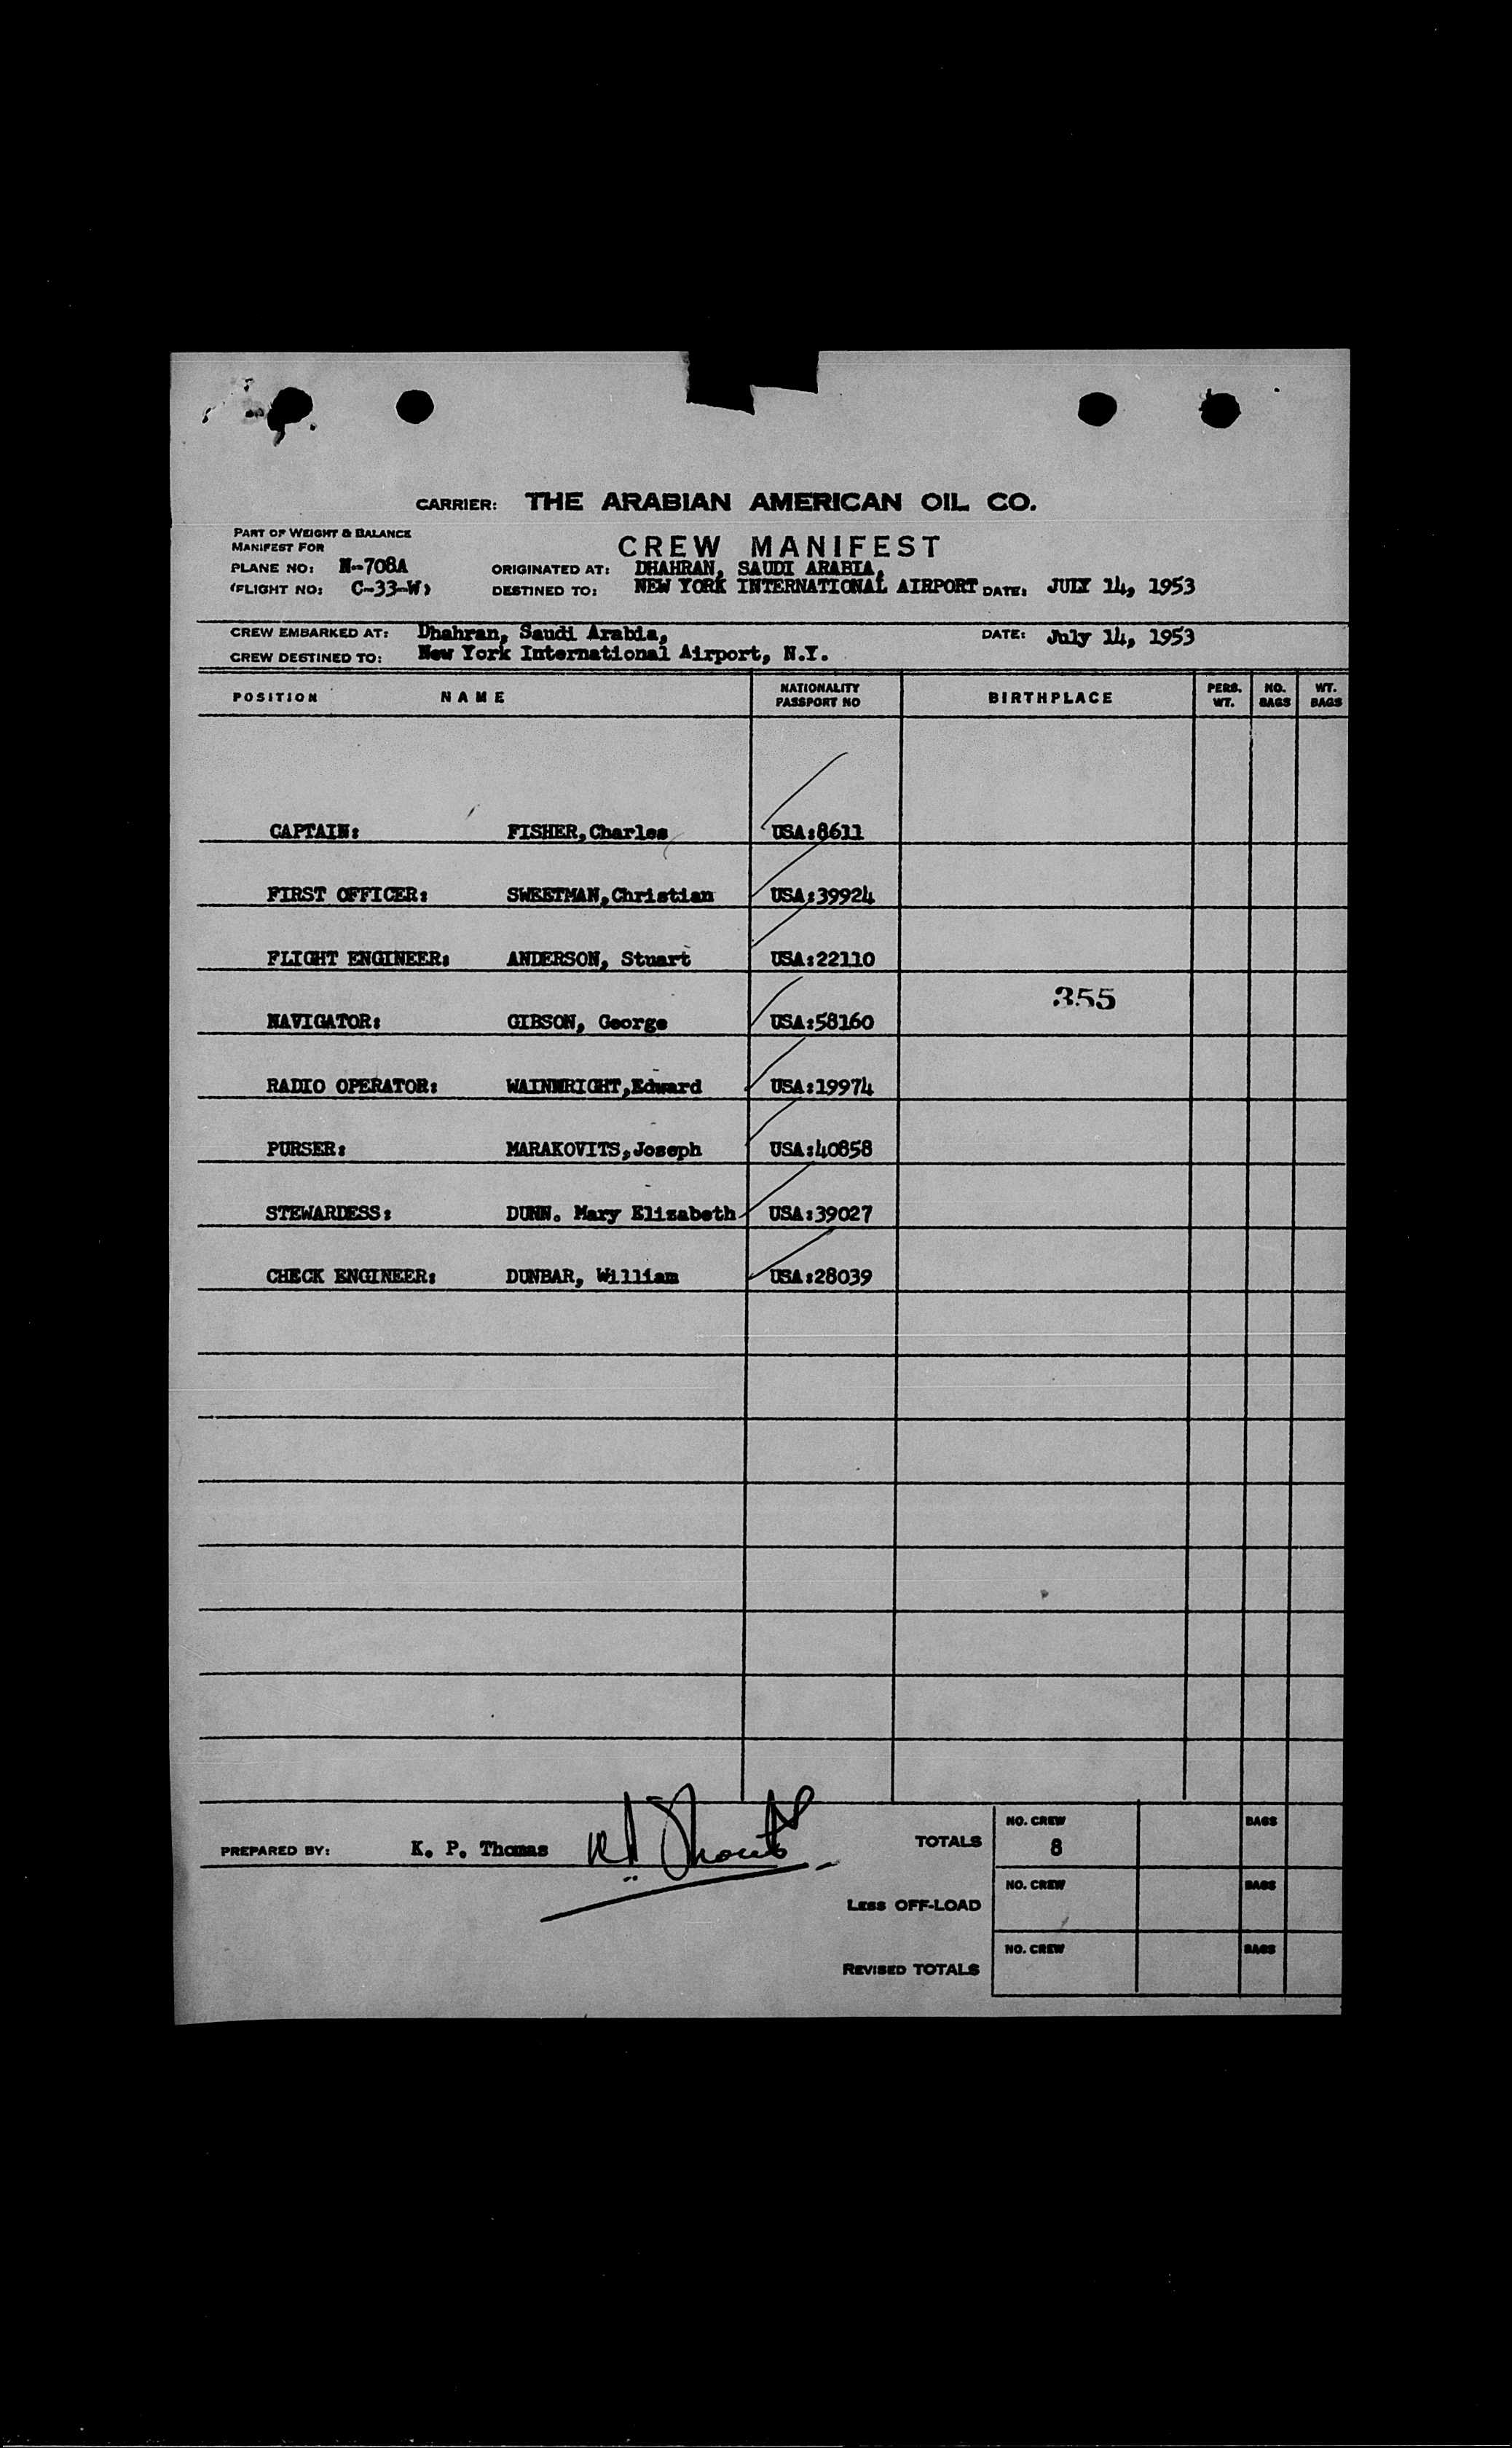 CARRIER: THE ARABIAN AMERICAN OIL CO.
PART OF WEIGHT & BALANCE
MANIFEST FOR
CREW MANIFEST
PLANE NO: N-708A ORIGINATED AT: DHAHRAN, SAUDI ARABIA,
(FLIGHT NO: C-33-W) DESTINED TO: NEW YORK INTERNATIONAL AIRPORT DATE: JULY 14, 1953
CREW EMBARKED AT: Dhahran, Saudi Arabia, DATE: July 14, 1953
CREW DESTINED TO: New York International Airport, N.Y.
POSITION NAME NATIONALITY PASSPORT NO BIRTHPLACE PERS. WT. NO. BAGS WT. BAGS
CAPTAIN: FISHER,Charles USA:8611
FIRST OFFICER: SWEETMAN,Christian USA:39924
FLIGHT ENGINEER: ANDERSON, Stuart USA:22110
355
NAVIGATOR: GIBSON, George USA:58160
RADIO OPERATOR: WAINWRIGHT,Edward USA:19974
PURSER: MARAKOVITS,Joseph USA:40858
STEWARDESS: DUNN. Mary Elizabeth USA:39027
CHECK ENGINEER: DUNBAR, William USA:28039
NO. CREW BAGS
PREPARED BY: K. P. Thomas TOTALS 8
NO. CREW BAGS
LESS OFF-LOAD
NO. CREW BAGS
REVISED TOTALS